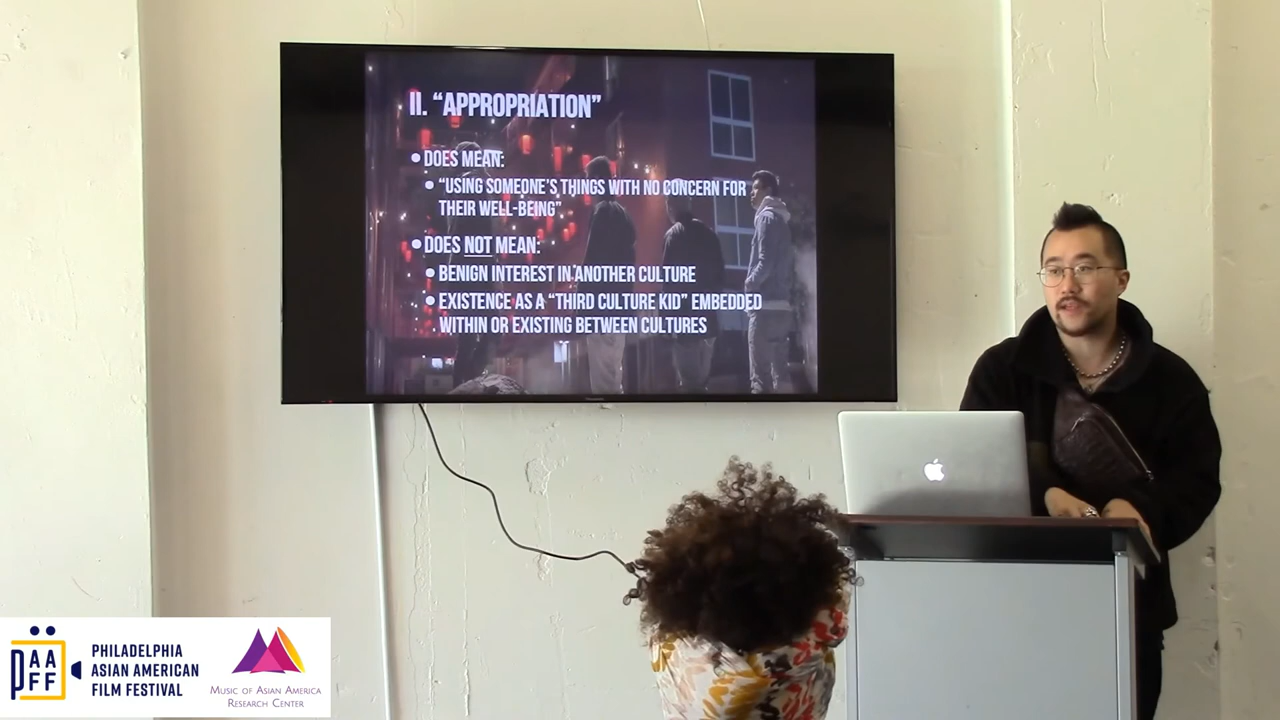 II. “APPROPRIATION”
● DOES MEAN:
● “USING SOMEONE’S THINGS WITH NO CONCERN FOR
THEIR WELL-BEING”
● DOES NOT MEAN:
● BENIGN INTEREST IN ANOTHER CULTURE
● EXISTENCE AS A “THIRD CULTURE KID” EMBEDDED
WITHIN OR EXISTING BETWEEN CULTURES
PAAFF
PHILADELPHIA
ASIAN AMERICAN
FILM FESTIVAL
MUSIC OF ASIAN AMERICA
RESEARCH CENTER